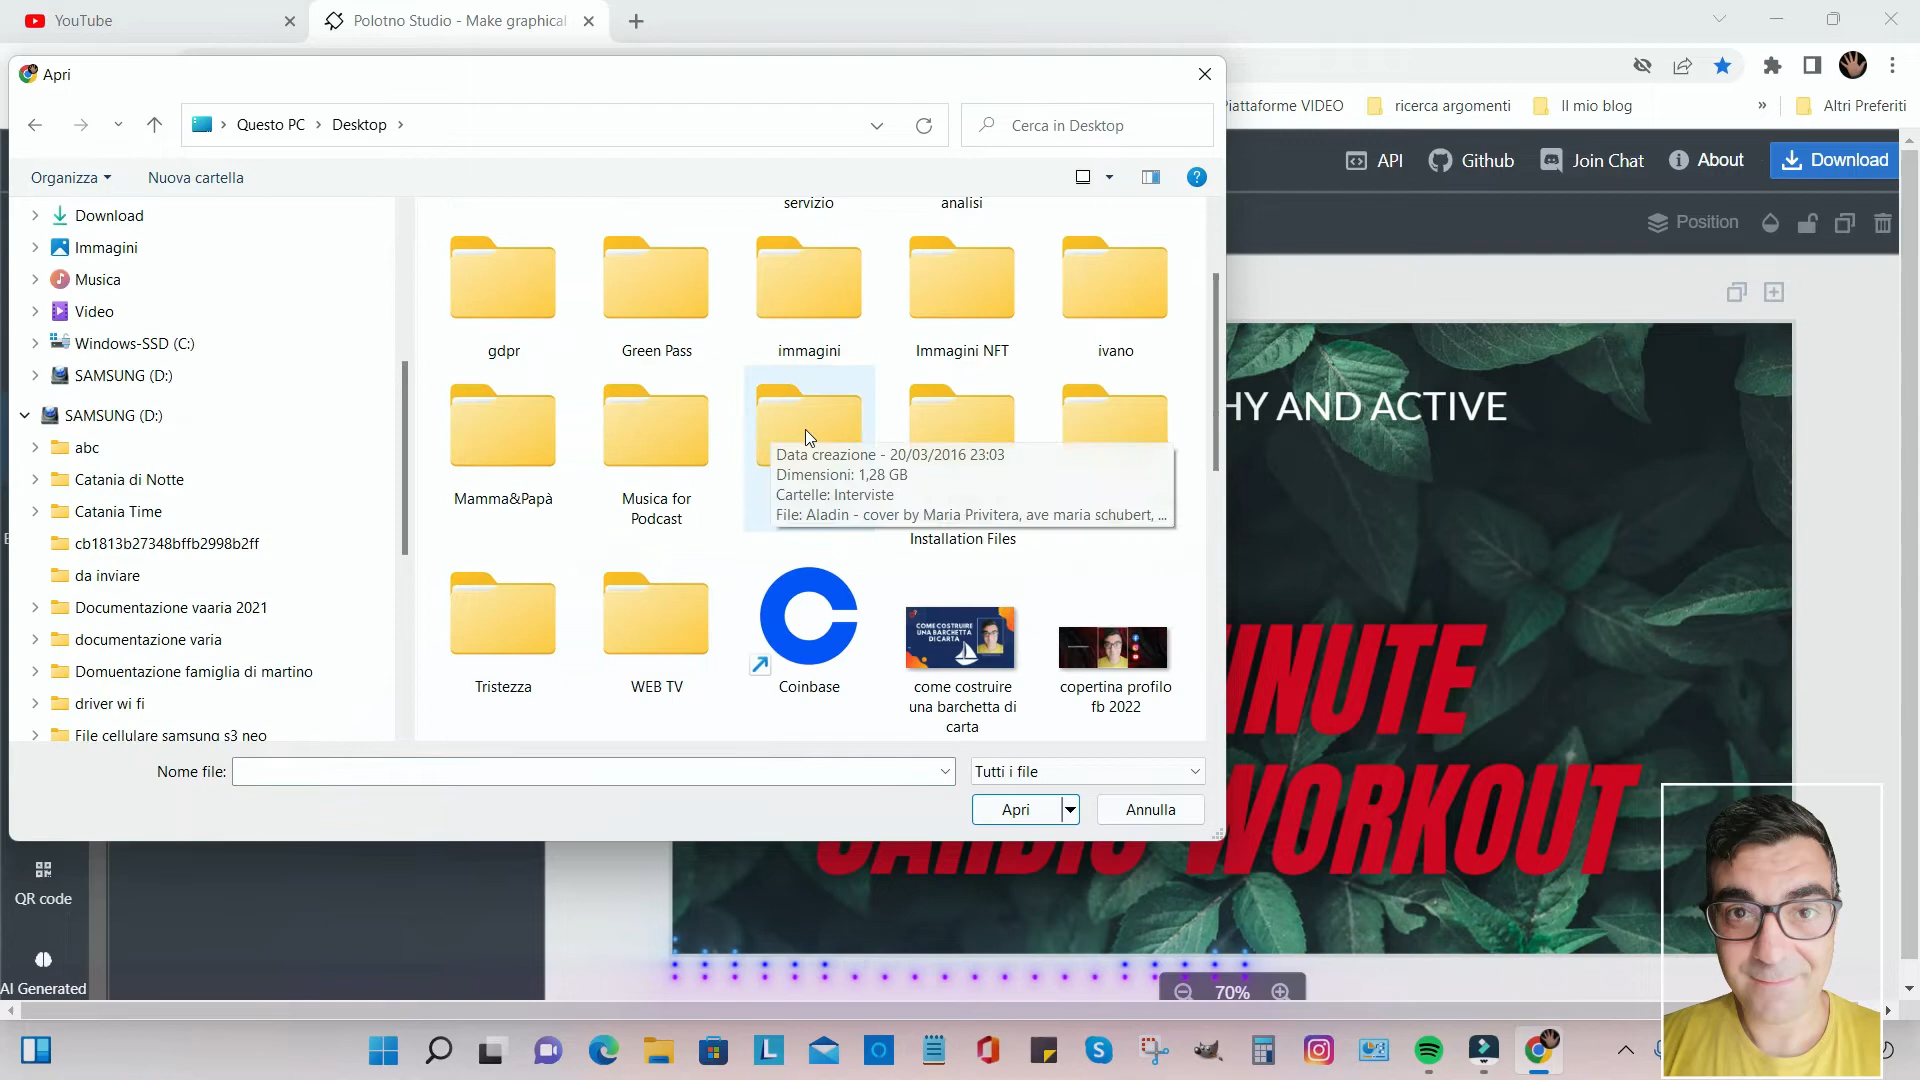 YouTube
Polotno Studio - Make graphical
Apri
Questo PC
Desktop
Cerca in Desktop
iattaforme VIDEO
ricerca argomenti
Il mio blog
»
Altri Preferiti
API
Github
Join Chat
About
Download
Organizza
Nuova cartella
Position
Download
Immagini
Musica
Video
Windows-SSD (C:)
SAMSUNG (D:)
SAMSUNG (D:)
abc
Catania di Notte
Catania Time
cb1813b27348bffb2998b2ff
da inviare
Documentazione vaaria 2021
documentazione varia
Domuentazione famiglia di martino
driver wi fi
File cellulare samsung s3 neo
servizio
analisi
gdpr
Green Pass
immagini
Immagini NFT
ivano
Mamma&Papà
Musica for
Podcast
Data creazione - 20/03/2016 23:03
Dimensioni: 1,28 GB
Cartelle: Interviste
File: Aladin - cover by Maria Privitera, ave maria schubert, ...
Installation Files
Tristezza
WEB TV
Coinbase
COME COSTRUIRE
UNA BARCHETTA
DI CARTA
come costruire
una barchetta di
carta
copertina profilo
fb 2022
Nome file:
Tutti i file
Apri
Annulla
HY AND ACTIVE
INUTE
CARDIO WORKOUT
QR code
AI Generated
70%